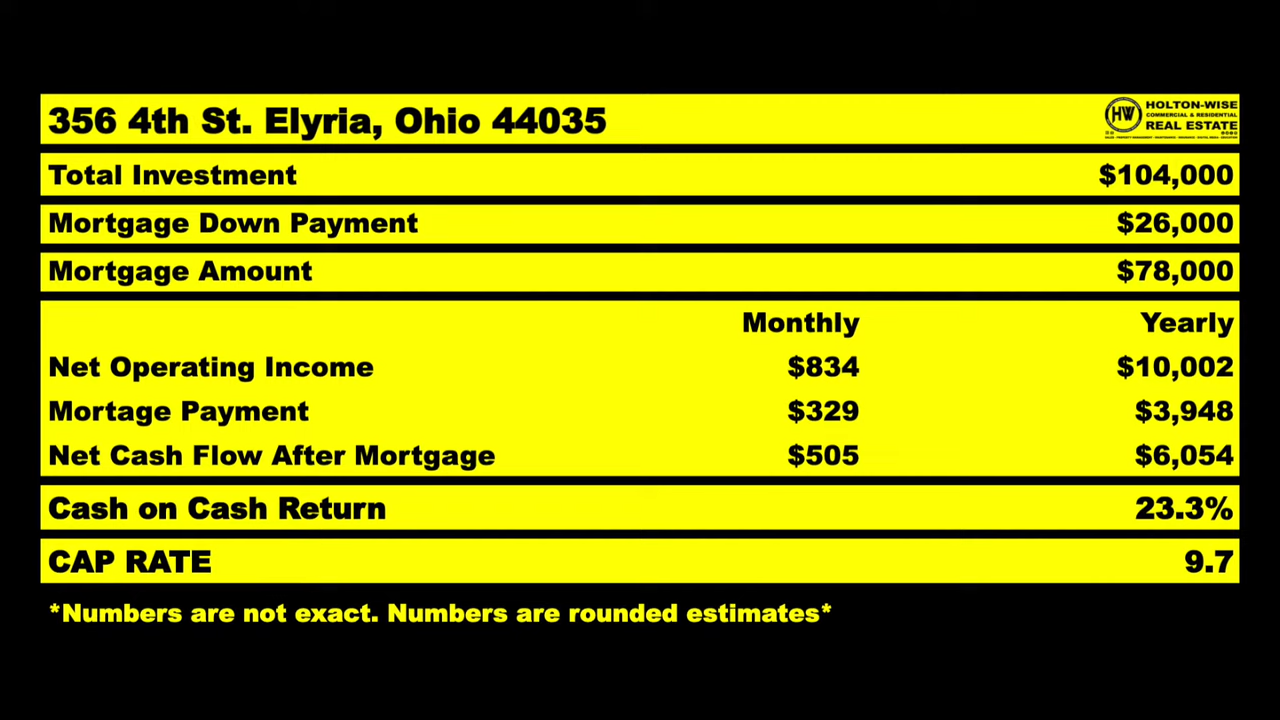 356 4th St. Elyria, Ohio 44035
HOLTON-WISE
COMMERCIAL & RESIDENTIAL
REAL ESTATE
HW
Total Investment $104,000
Mortgage Down Payment $26,000
Mortgage Amount $78,000
Monthly Yearly
Net Operating Income $834 $10,002
Mortage Payment $329 $3,948
Net Cash Flow After Mortgage $505 $6,054
Cash on Cash Return 23.3%
CAP RATE 9.7
*Numbers are not exact. Numbers are rounded estimates*